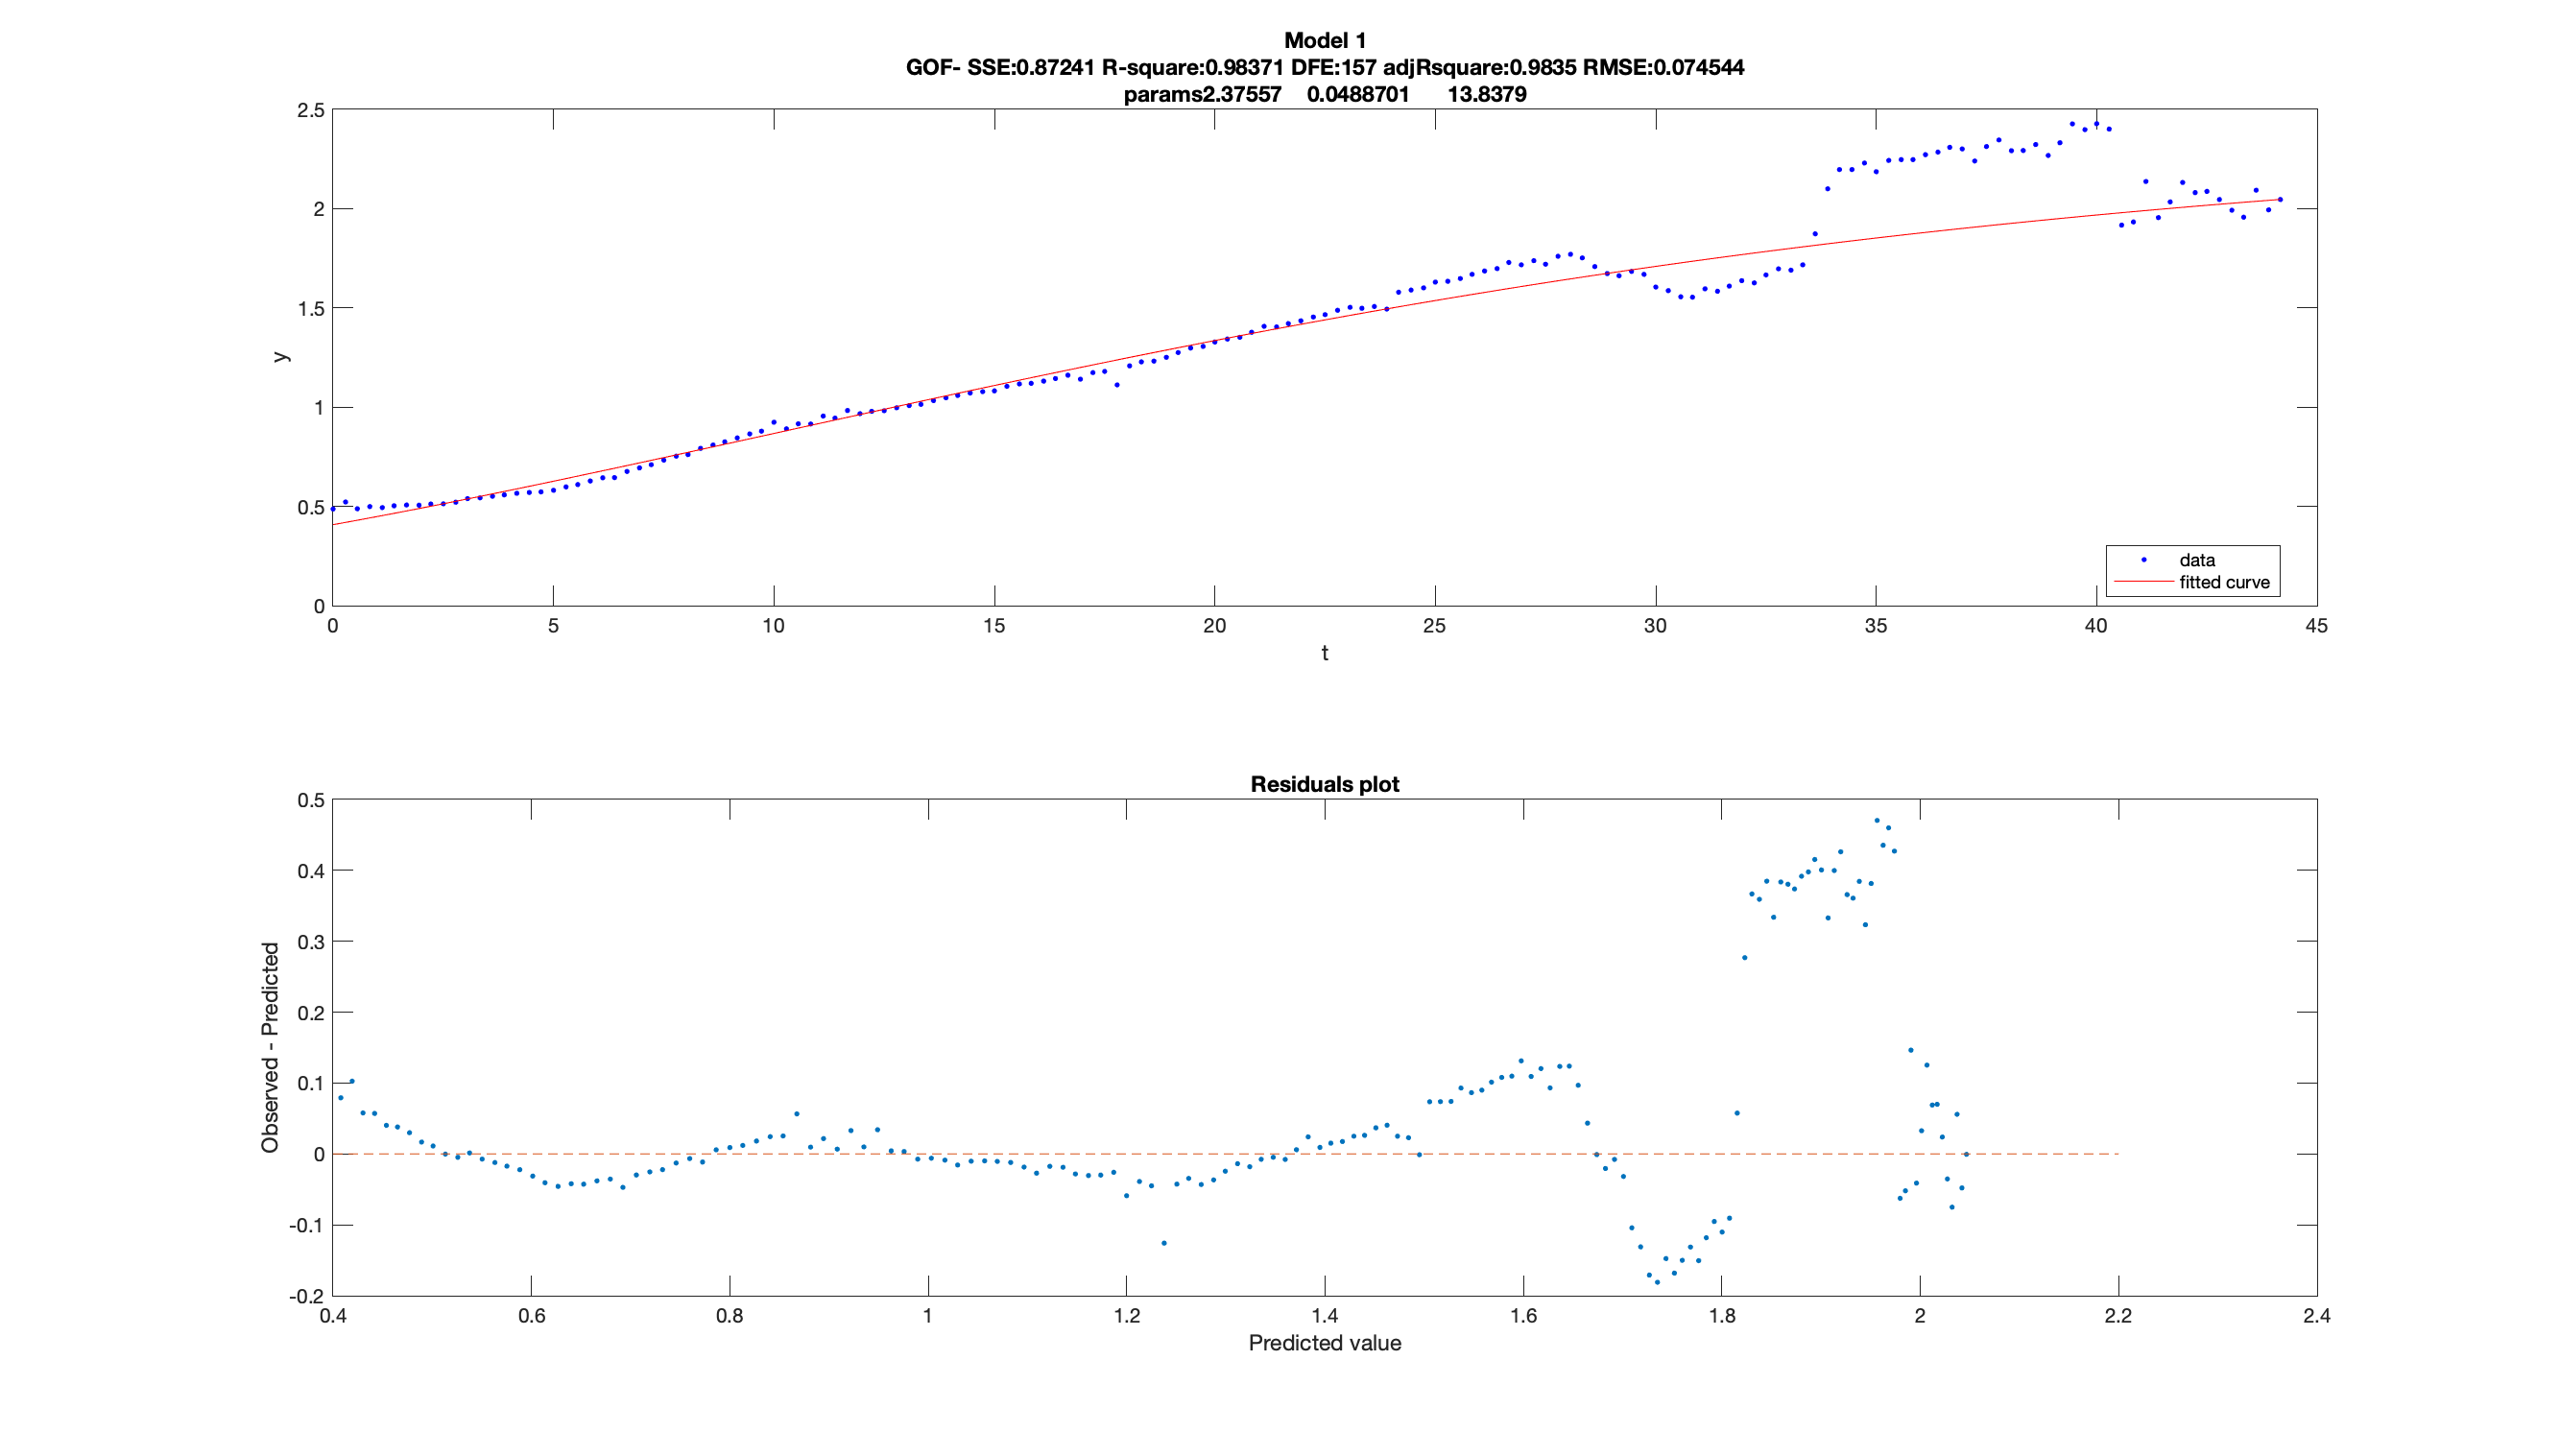 Model 1
GOF- SSE:0.87241 R-square:0.98371 DFE:157 adjRsquare:0.9835 RMSE:0.074544
params2.37557 0.0488701 13.8379
2.5
2
1.5
1
0.5
0
y
0 5 10 15 20 25 30 35 40 45
t
data
fitted curve
Residuals plot
0.5
0.4
0.3
0.2
0.1
0
-0.1
-0.2
Observed - Predicted
0.4 0.6 0.8 1 1.2 1.4 1.6 1.8 2 2.2 2.4
Predicted value